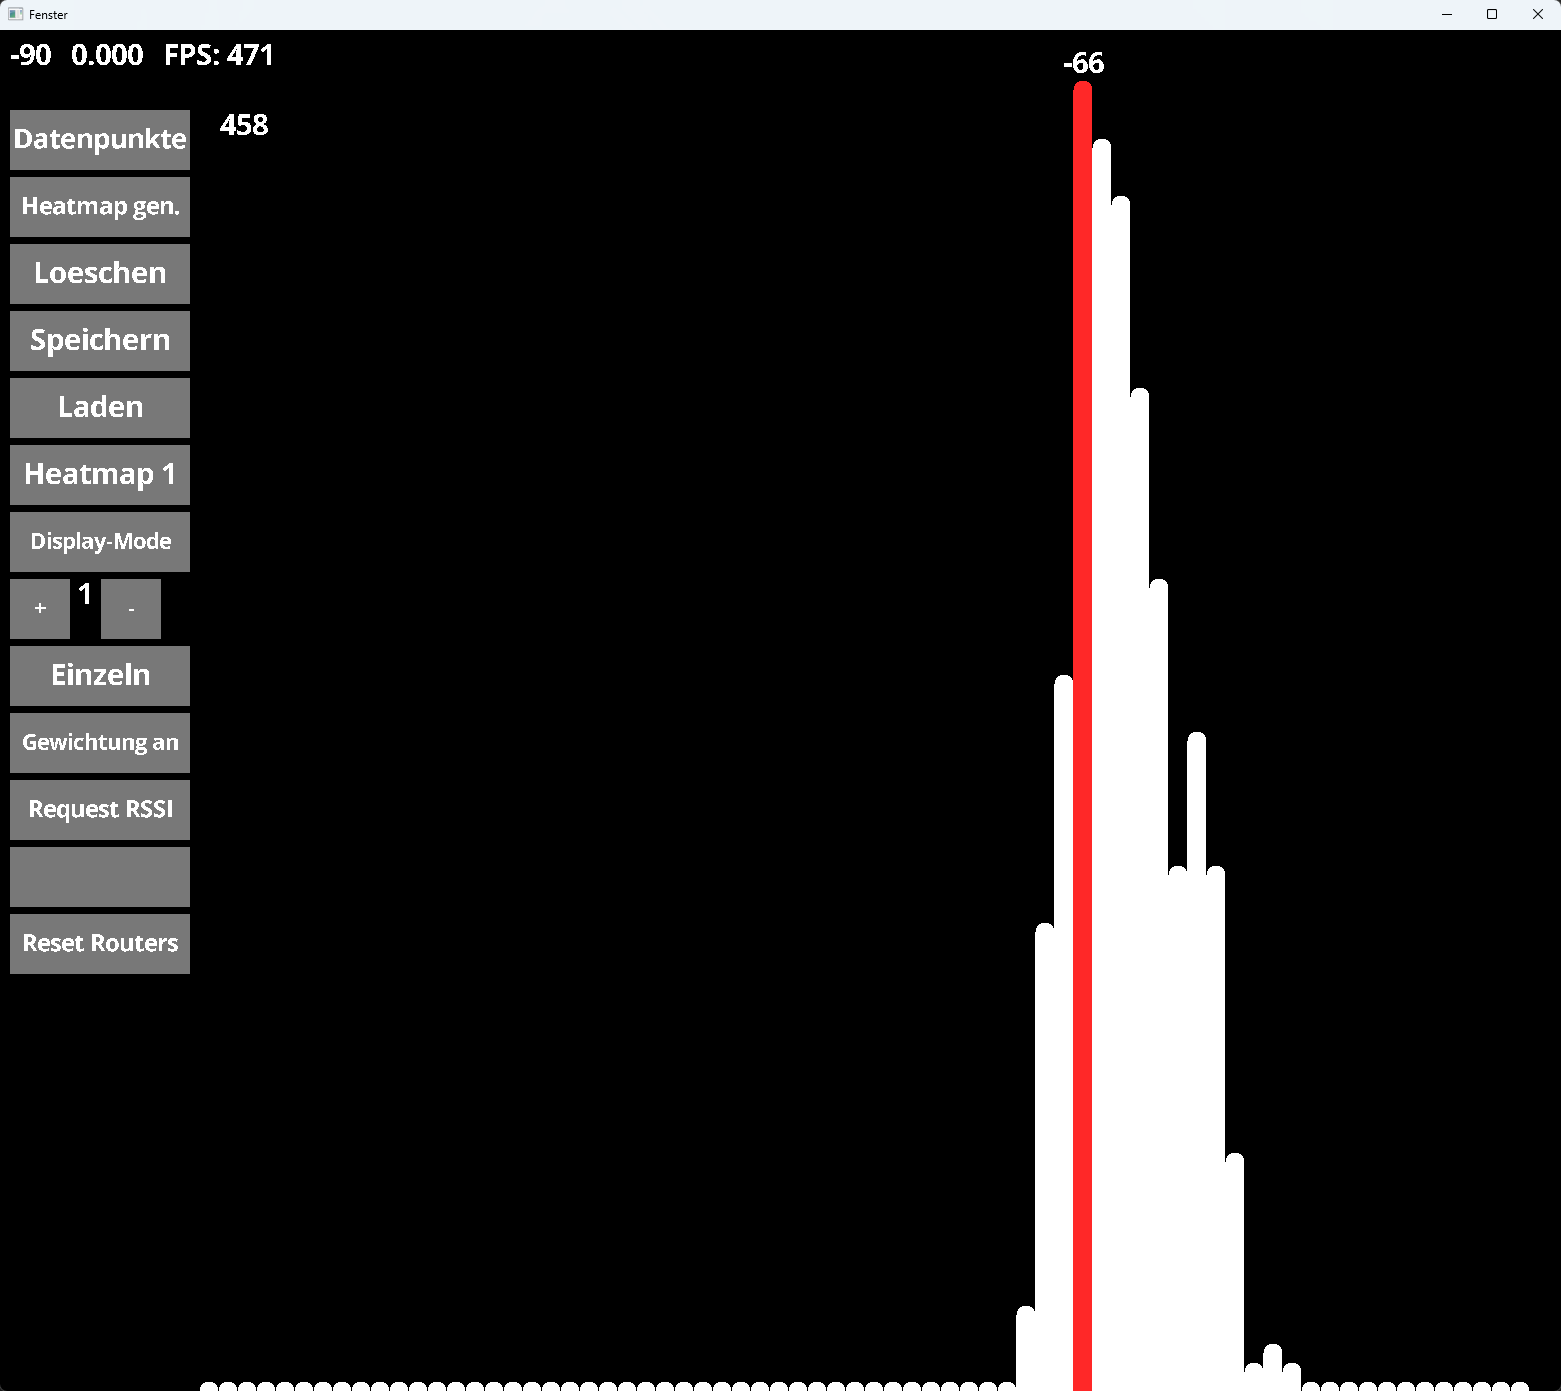 Fenster
-90 0.000 FPS: 471
-66
458
Datenpunkte
Heatmap gen.
Loeschen
Speichern
Laden
Heatmap 1
Display-Mode
+ 1 -
Einzeln
Gewichtung an
Request RSSI
Reset Routers